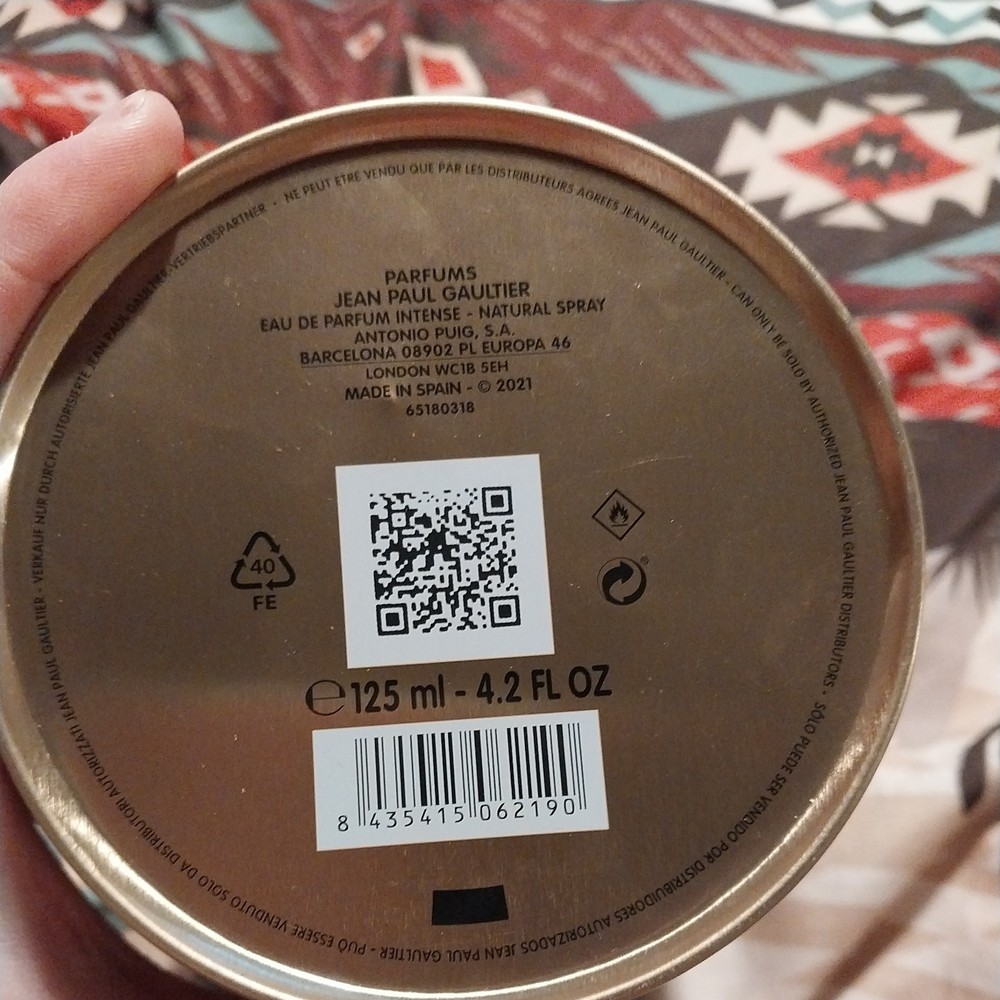 NE PEUT ETRE VENDU QUE PAR LES DISTRIBUTEURS AGREES JEAN PAUL GAULTIER - CAN ONLY BE SOLD BY AUTHORIZED JEAN PAUL GAULTIER DISTRIBUTORS • SÓLO PUEDE SER VENDIDO POR DISTRIBUIDORES AUTORIZADOS JEAN PAUL GAULTIER - PUÒ ESSERE VENDUTO SOLO DA DISTRIBUTORI AUTORIZZATI JEAN PAUL GAULTIER - VERKAUF NUR DURCH AUTORISIERTE JEAN PAUL GAULTIER-VERTRIEBSPARTNER •
PARFUMS
JEAN PAUL GAULTIER
EAU DE PARFUM INTENSE - NATURAL SPRAY
ANTONIO PUIG, S.A.
BARCELONA 08902 PL EUROPA 46
LONDON WC1B 5EH
MADE IN SPAIN - © 2021
65180318
40
FE
℮125 ml - 4.2 FL OZ
8 435415 062190